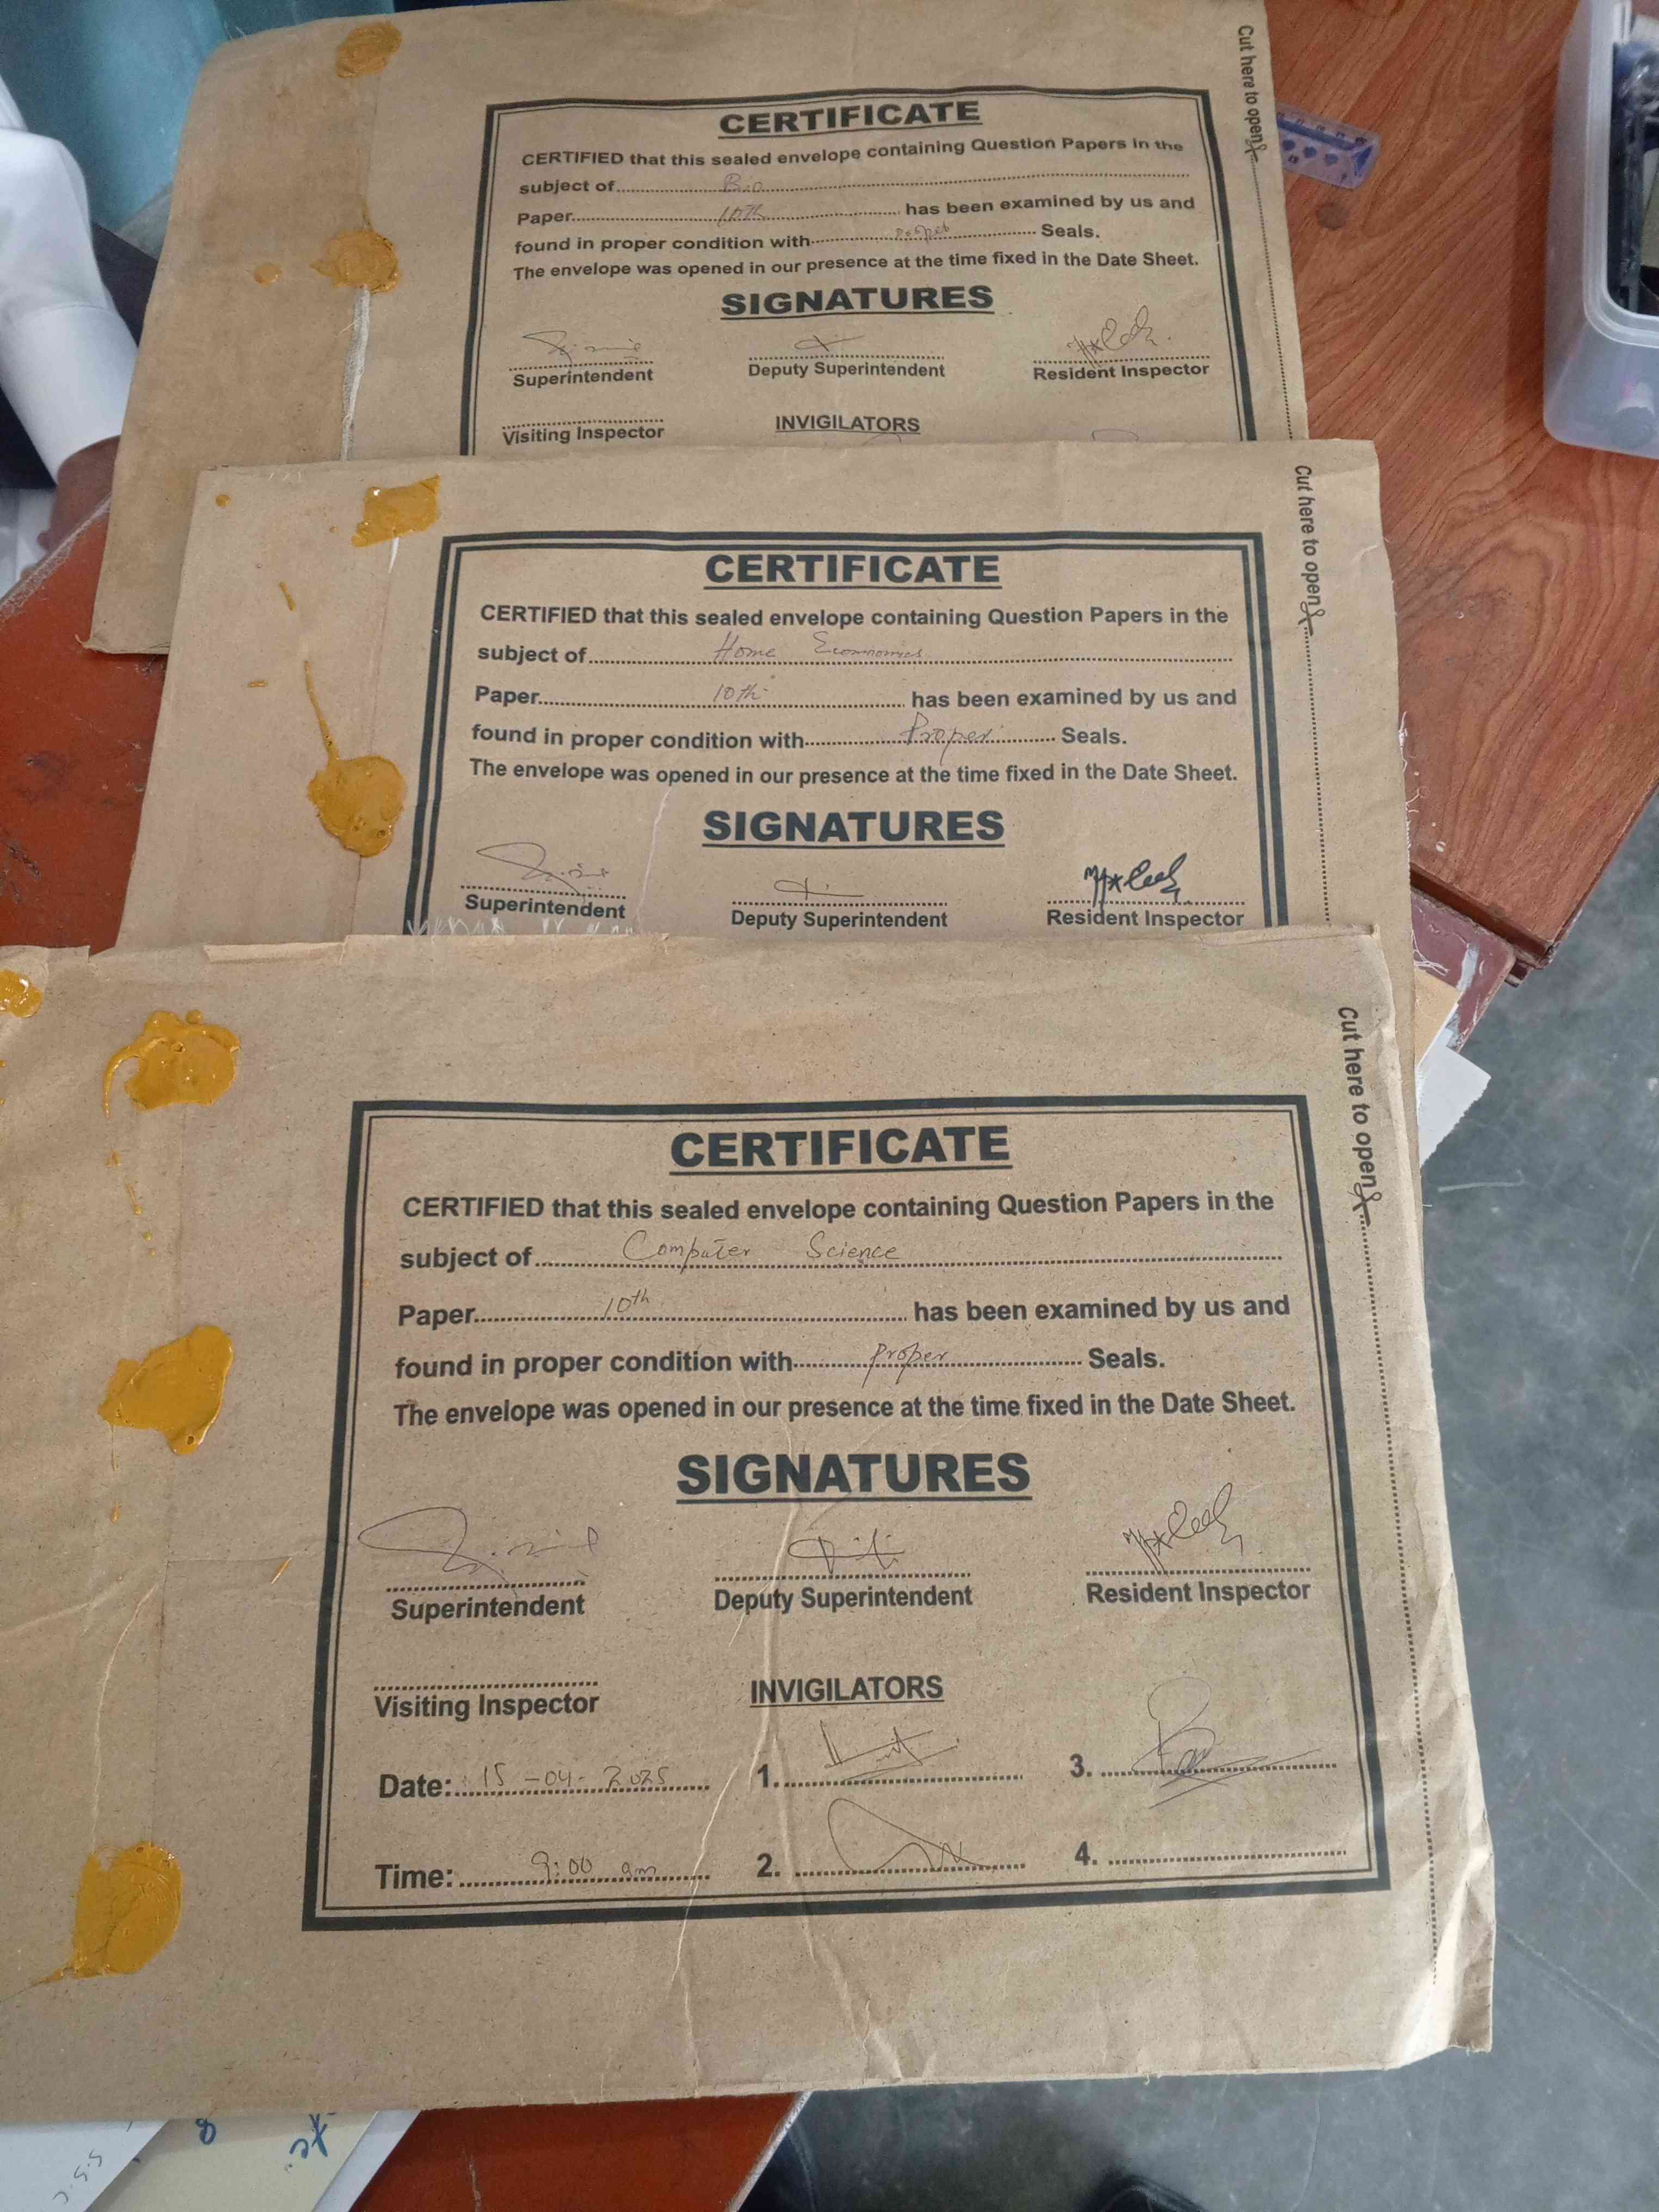 Cut here to open
CERTIFICATE
CERTIFIED that this sealed envelope containing Question Papers in the
subject of Bio
Paper 10th has been examined by us and
found in proper condition with Seals.
The envelope was opened in our presence at the time fixed in the Date Sheet.
SIGNATURES
Superintendent Deputy Superintendent Resident Inspector
Visiting Inspector INVIGILATORS
Cut here to open
CERTIFICATE
CERTIFIED that this sealed envelope containing Question Papers in the
subject of Home Econnomics
Paper 10th has been examined by us and
found in proper condition with Proper Seals.
The envelope was opened in our presence at the time fixed in the Date Sheet.
SIGNATURES
Superintendent Deputy Superintendent Resident Inspector
Cut here to open
CERTIFICATE
CERTIFIED that this sealed envelope containing Question Papers in the
subject of Computer Science
Paper 10th has been examined by us and
found in proper condition with Proper Seals.
The envelope was opened in our presence at the time fixed in the Date Sheet.
SIGNATURES
Superintendent Deputy Superintendent Resident Inspector
Visiting Inspector INVIGILATORS
Date: 15-04-2025 1. 3.
Time: 9:00 am 2. 4.